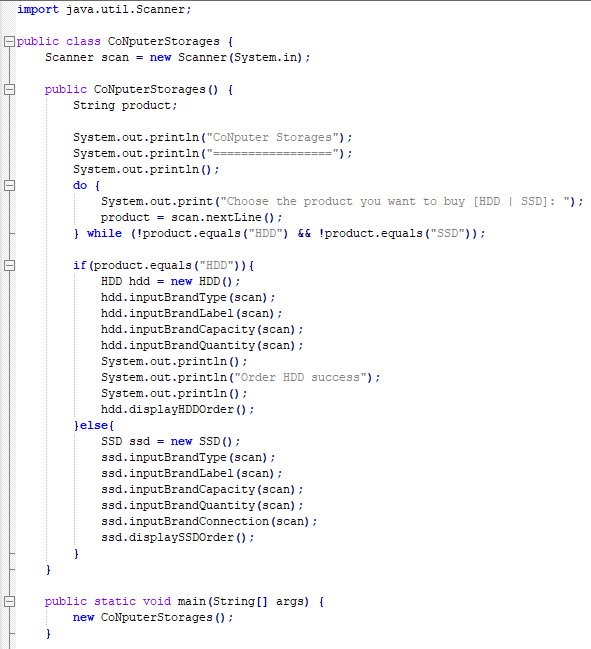 import java.util.Scanner;
public class CoNputerStorages {
Scanner scan = new Scanner(System.in);
public CoNputerStorages() {
String product;
System.out.println("CoNputer Storages");
System.out.println("=================");
System.out.println();
do {
System.out.print("Choose the product you want to buy [HDD | SSD]: ");
product = scan.nextLine();
} while (!product.equals("HDD") && !product.equals("SSD"));
if(product.equals("HDD")){
HDD hdd = new HDD();
hdd.inputBrandType(scan);
hdd.inputBrandLabel(scan);
hdd.inputBrandCapacity(scan);
hdd.inputBrandQuantity(scan);
System.out.println();
System.out.println("Order HDD success");
System.out.println();
hdd.displayHDDOrder();
}else{
SSD ssd = new SSD();
ssd.inputBrandType(scan);
ssd.inputBrandLabel(scan);
ssd.inputBrandCapacity(scan);
ssd.inputBrandQuantity(scan);
ssd.inputBrandConnection(scan);
ssd.displaySSDOrder();
}
}
public static void main(String[] args) {
new CoNputerStorages();
}